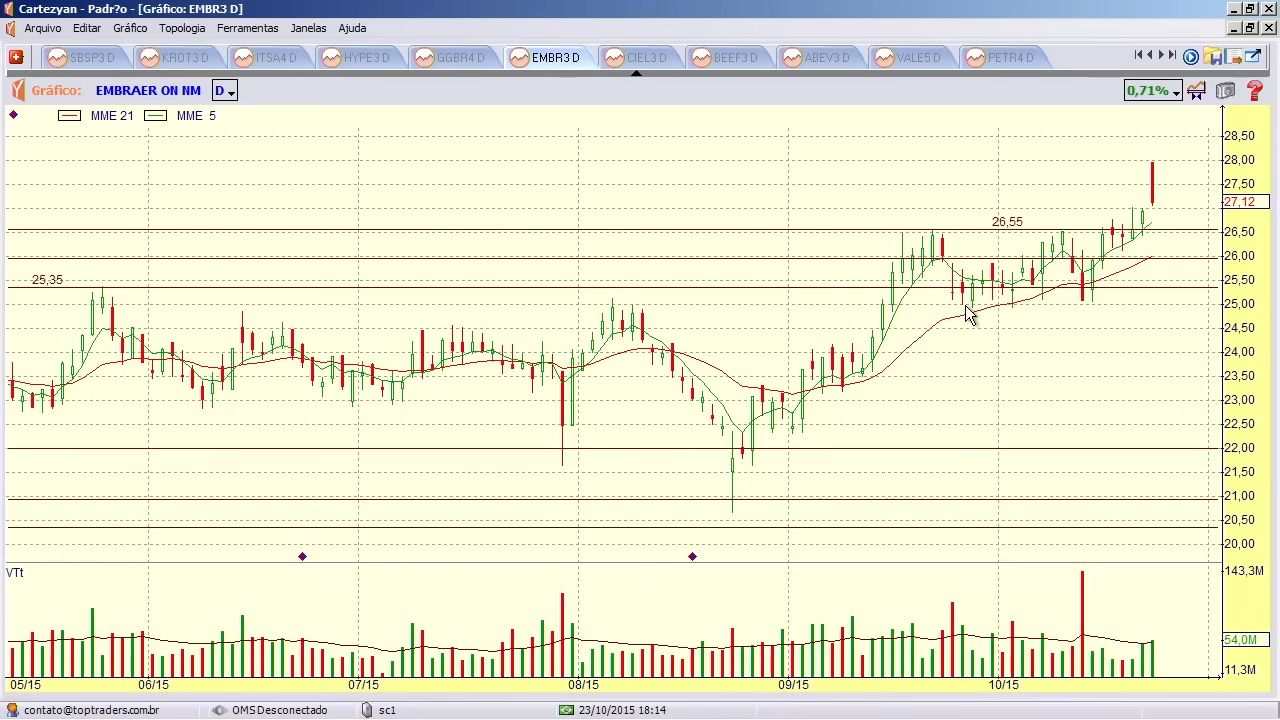 Cartezyan - Padr?o - [Gráfico: EMBR3 D]
Arquivo Editar Gráfico Topologia Ferramentas Janelas Ajuda
SBSP3 D KROT3 D ITSA4 D HYPE3 D GGBR4 D EMBR3 D CIEL3 D BEEF3 D ABEV3 D VALE5 D PETR4 D
Gráfico: EMBRAER ON NM D 0,71%
MME 21 MME 5
28,50
28,00
27,50
27,12
26,55
26,50
26,00
25,35
25,50
25,00
24,50
24,00
23,50
23,00
22,50
22,00
21,50
21,00
20,50
20,00
VTt
143,3M
54,0M
11,3M
05/15 06/15 07/15 08/15 09/15 10/15
contato@toptraders.com.br OMS Desconectado sc1 23/10/2015 18:14